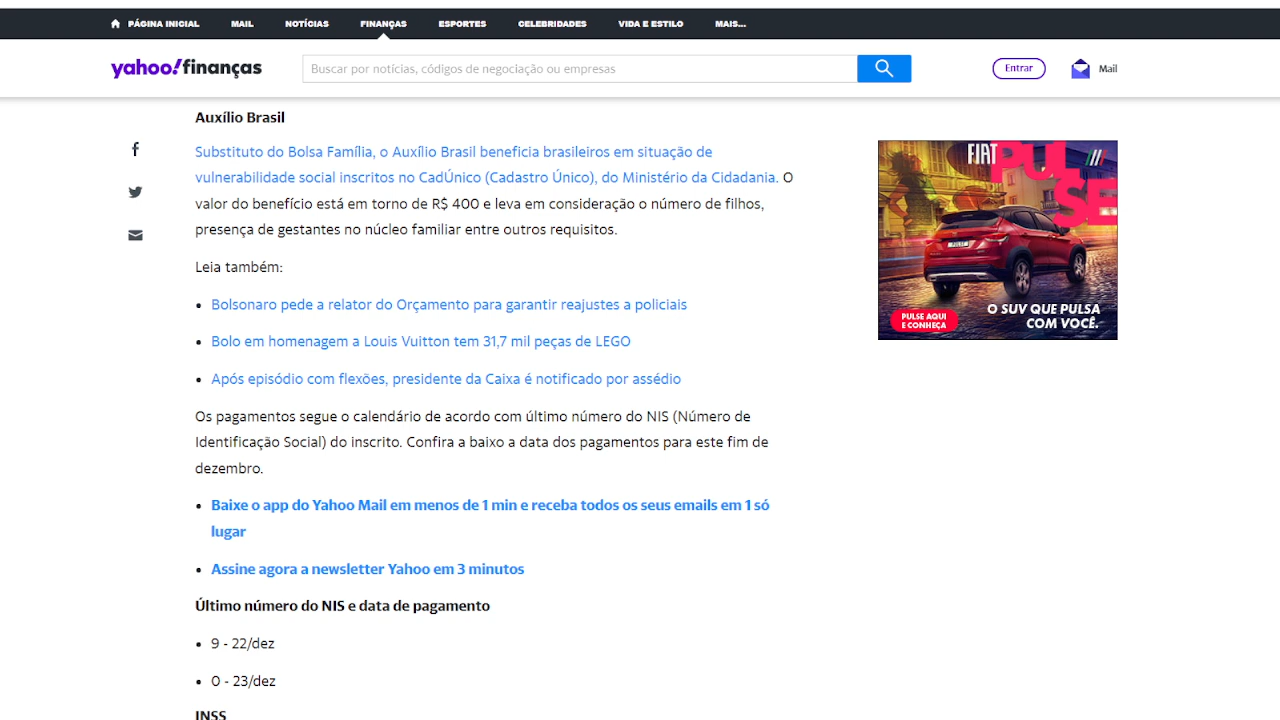 PÁGINA INICIAL MAIL NOTÍCIAS FINANÇAS ESPORTES CELEBRIDADES VIDA E ESTILO MAIS...
yahoo!finanças Buscar por notícias, códigos de negociação ou empresas Entrar Mail
Auxílio Brasil
Substituto do Bolsa Família, o Auxílio Brasil beneficia brasileiros em situação de
vulnerabilidade social inscritos no CadÚnico (Cadastro Único), do Ministério da Cidadania. O
valor do benefício está em torno de R$ 400 e leva em consideração o número de filhos,
presença de gestantes no núcleo familiar entre outros requisitos.
Leia também:
• Bolsonaro pede a relator do Orçamento para garantir reajustes a policiais
• Bolo em homenagem a Louis Vuitton tem 31,7 mil peças de LEGO
• Após episódio com flexões, presidente da Caixa é notificado por assédio
Os pagamentos segue o calendário de acordo com último número do NIS (Número de
Identificação Social) do inscrito. Confira a baixo a data dos pagamentos para este fim de
dezembro.
• Baixe o app do Yahoo Mail em menos de 1 min e receba todos os seus emails em 1 só
lugar
• Assine agora a newsletter Yahoo em 3 minutos
Último número do NIS e data de pagamento
• 9 - 22/dez
• 0 - 23/dez
INSS
FIAT
PUL
SE
PULSE
O SUV QUE PULSA
COM VOCÊ.
PULSE AQUI
E CONHEÇA